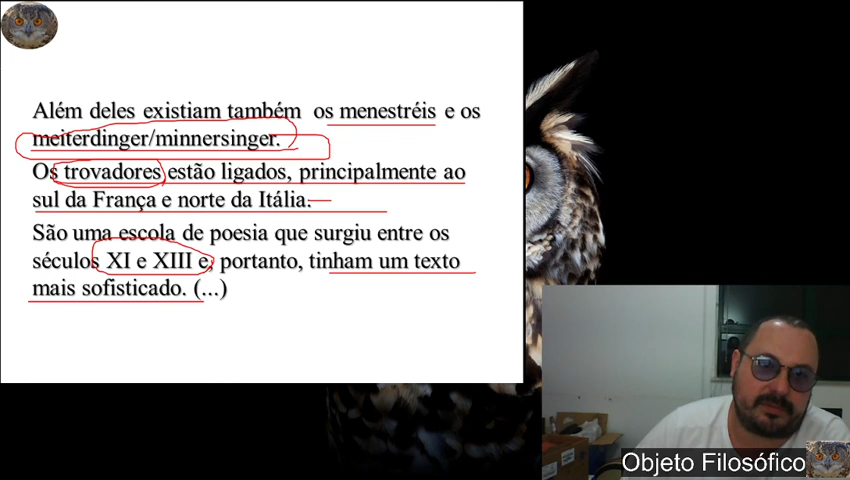 Além deles existiam também os menestréis e os
meiterdinger/minnersinger.
Os trovadores estão ligados, principalmente ao
sul da França e norte da Itália.
São uma escola de poesia que surgiu entre os
séculos XI e XIII e, portanto, tinham um texto
mais sofisticado. (...)
Objeto Filosófico